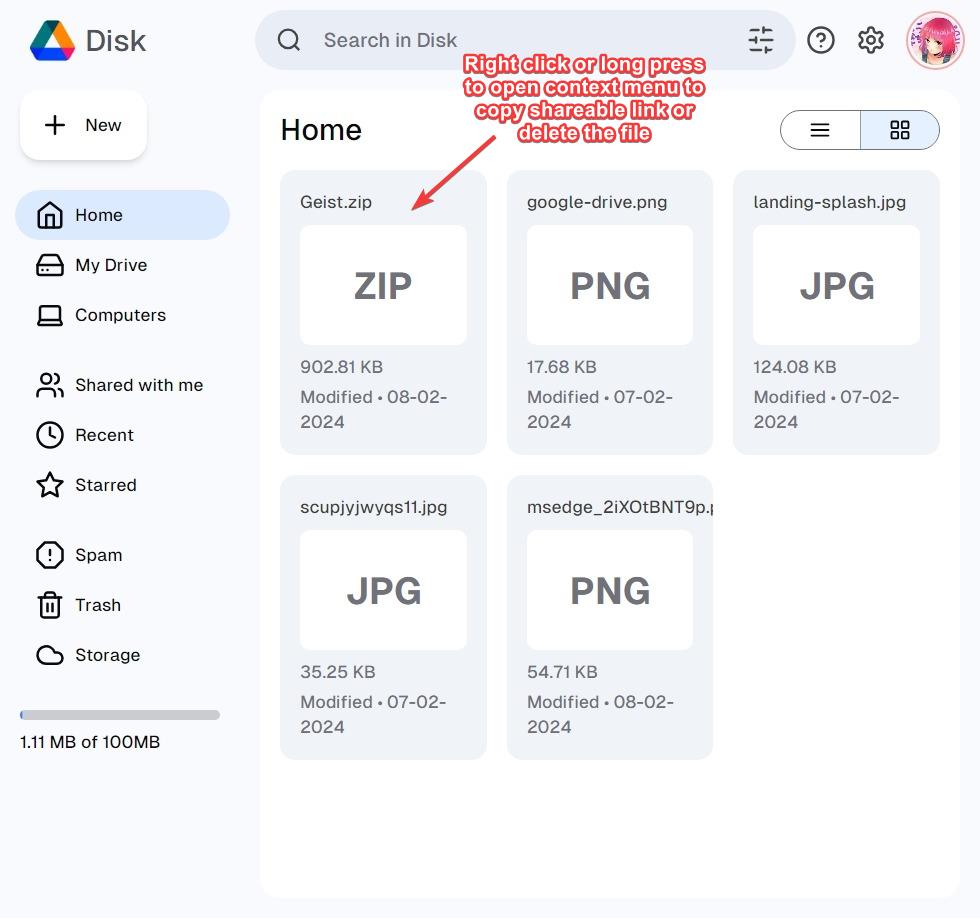 Disk
Search in Disk
Right click or long press
to open context menu to
copy shareable link or
delete the file
New
Home
Home
My Drive
Computers
Shared with me
Recent
Starred
Spam
Trash
Storage
1.11 MB of 100MB
Geist.zip
ZIP
902.81 KB
Modified • 08-02-
2024
google-drive.png
PNG
17.68 KB
Modified • 07-02-
2024
landing-splash.jpg
JPG
124.08 KB
Modified • 07-02-
2024
scupjyjwyqs11.jpg
JPG
35.25 KB
Modified • 07-02-
2024
msedge_2iXOtBNT9p.p
PNG
54.71 KB
Modified • 08-02-
2024